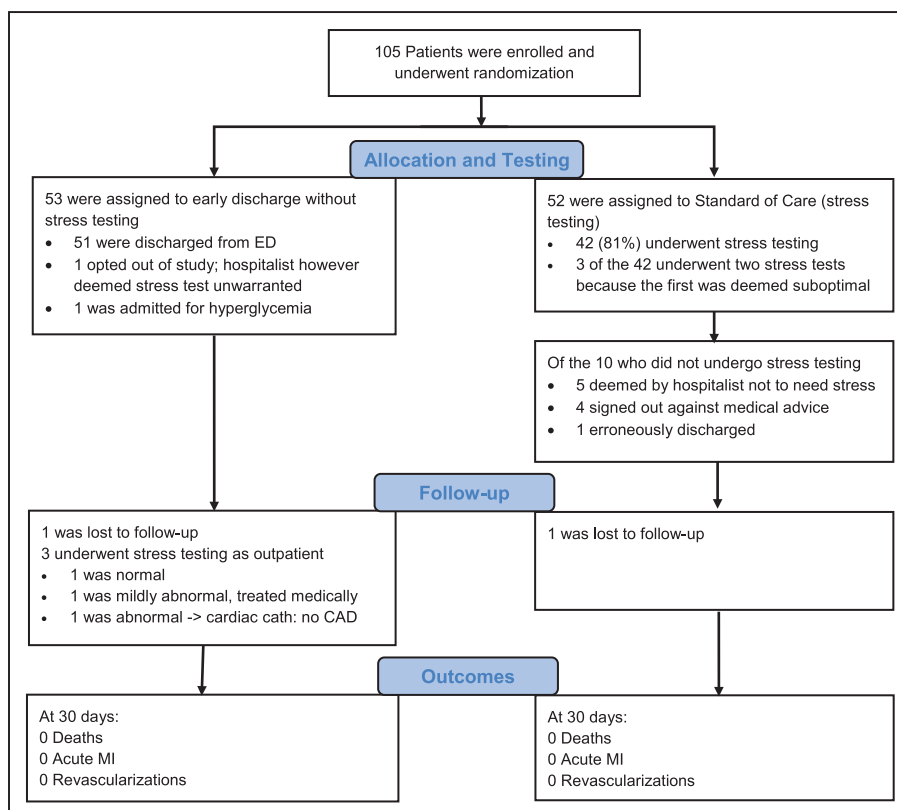 105 Patients were enrolled and
underwent randomization
Allocation and Testing
53 were assigned to early discharge without
stress testing
• 51 were discharged from ED
• 1 opted out of study; hospitalist however
deemed stress test unwarranted
• 1 was admitted for hyperglycemia
52 were assigned to Standard of Care (stress
testing)
• 42 (81%) underwent stress testing
• 3 of the 42 underwent two stress tests
because the first was deemed suboptimal
Of the 10 who did not undergo stress testing
• 5 deemed by hospitalist not to need stress
• 4 signed out against medical advice
• 1 erroneously discharged
Follow-up
1 was lost to follow-up
3 underwent stress testing as outpatient
• 1 was normal
• 1 was mildly abnormal, treated medically
• 1 was abnormal -> cardiac cath: no CAD
1 was lost to follow-up
Outcomes
At 30 days:
0 Deaths
0 Acute MI
0 Revascularizations
At 30 days:
0 Deaths
0 Acute MI
0 Revascularizations